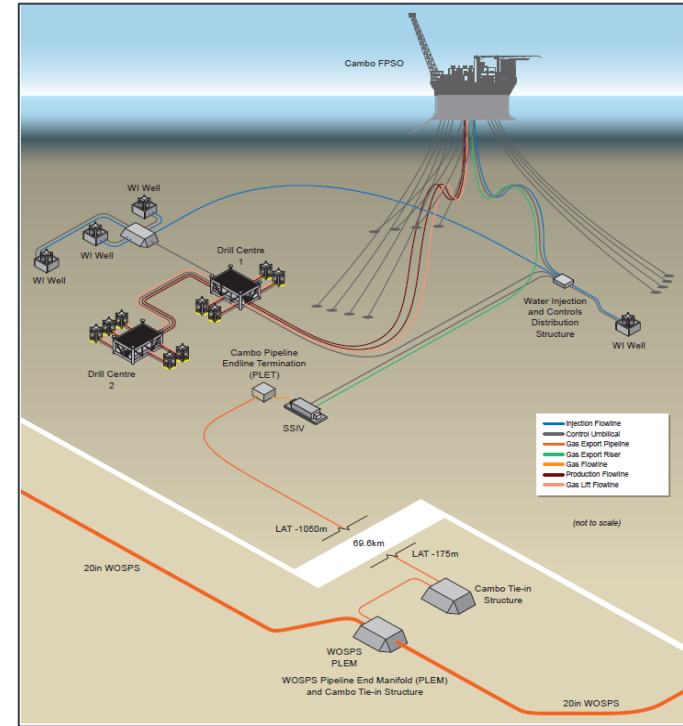 Cambo FPSO
WI Well
WI Well
WI Well
Drill Centre
1
Drill Centre
2
Water Injection
and Controls
Distribution
Structure
WI Well
Cambo Pipeline
Endline Termination
(PLET)
SSIV
Injection Flowline
Control Umbilical
Gas Export Pipeline
Gas Export Riser
Gas Flowline
Production Flowline
Gas Lift Flowline
(not to scale)
LAT -1050m
69.6km
LAT -175m
20in WOSPS
Cambo Tie-in
Structure
WOSPS
PLEM
WOSPS Pipeline End Manifold (PLEM)
and Cambo Tie-in Structure
20in WOSPS